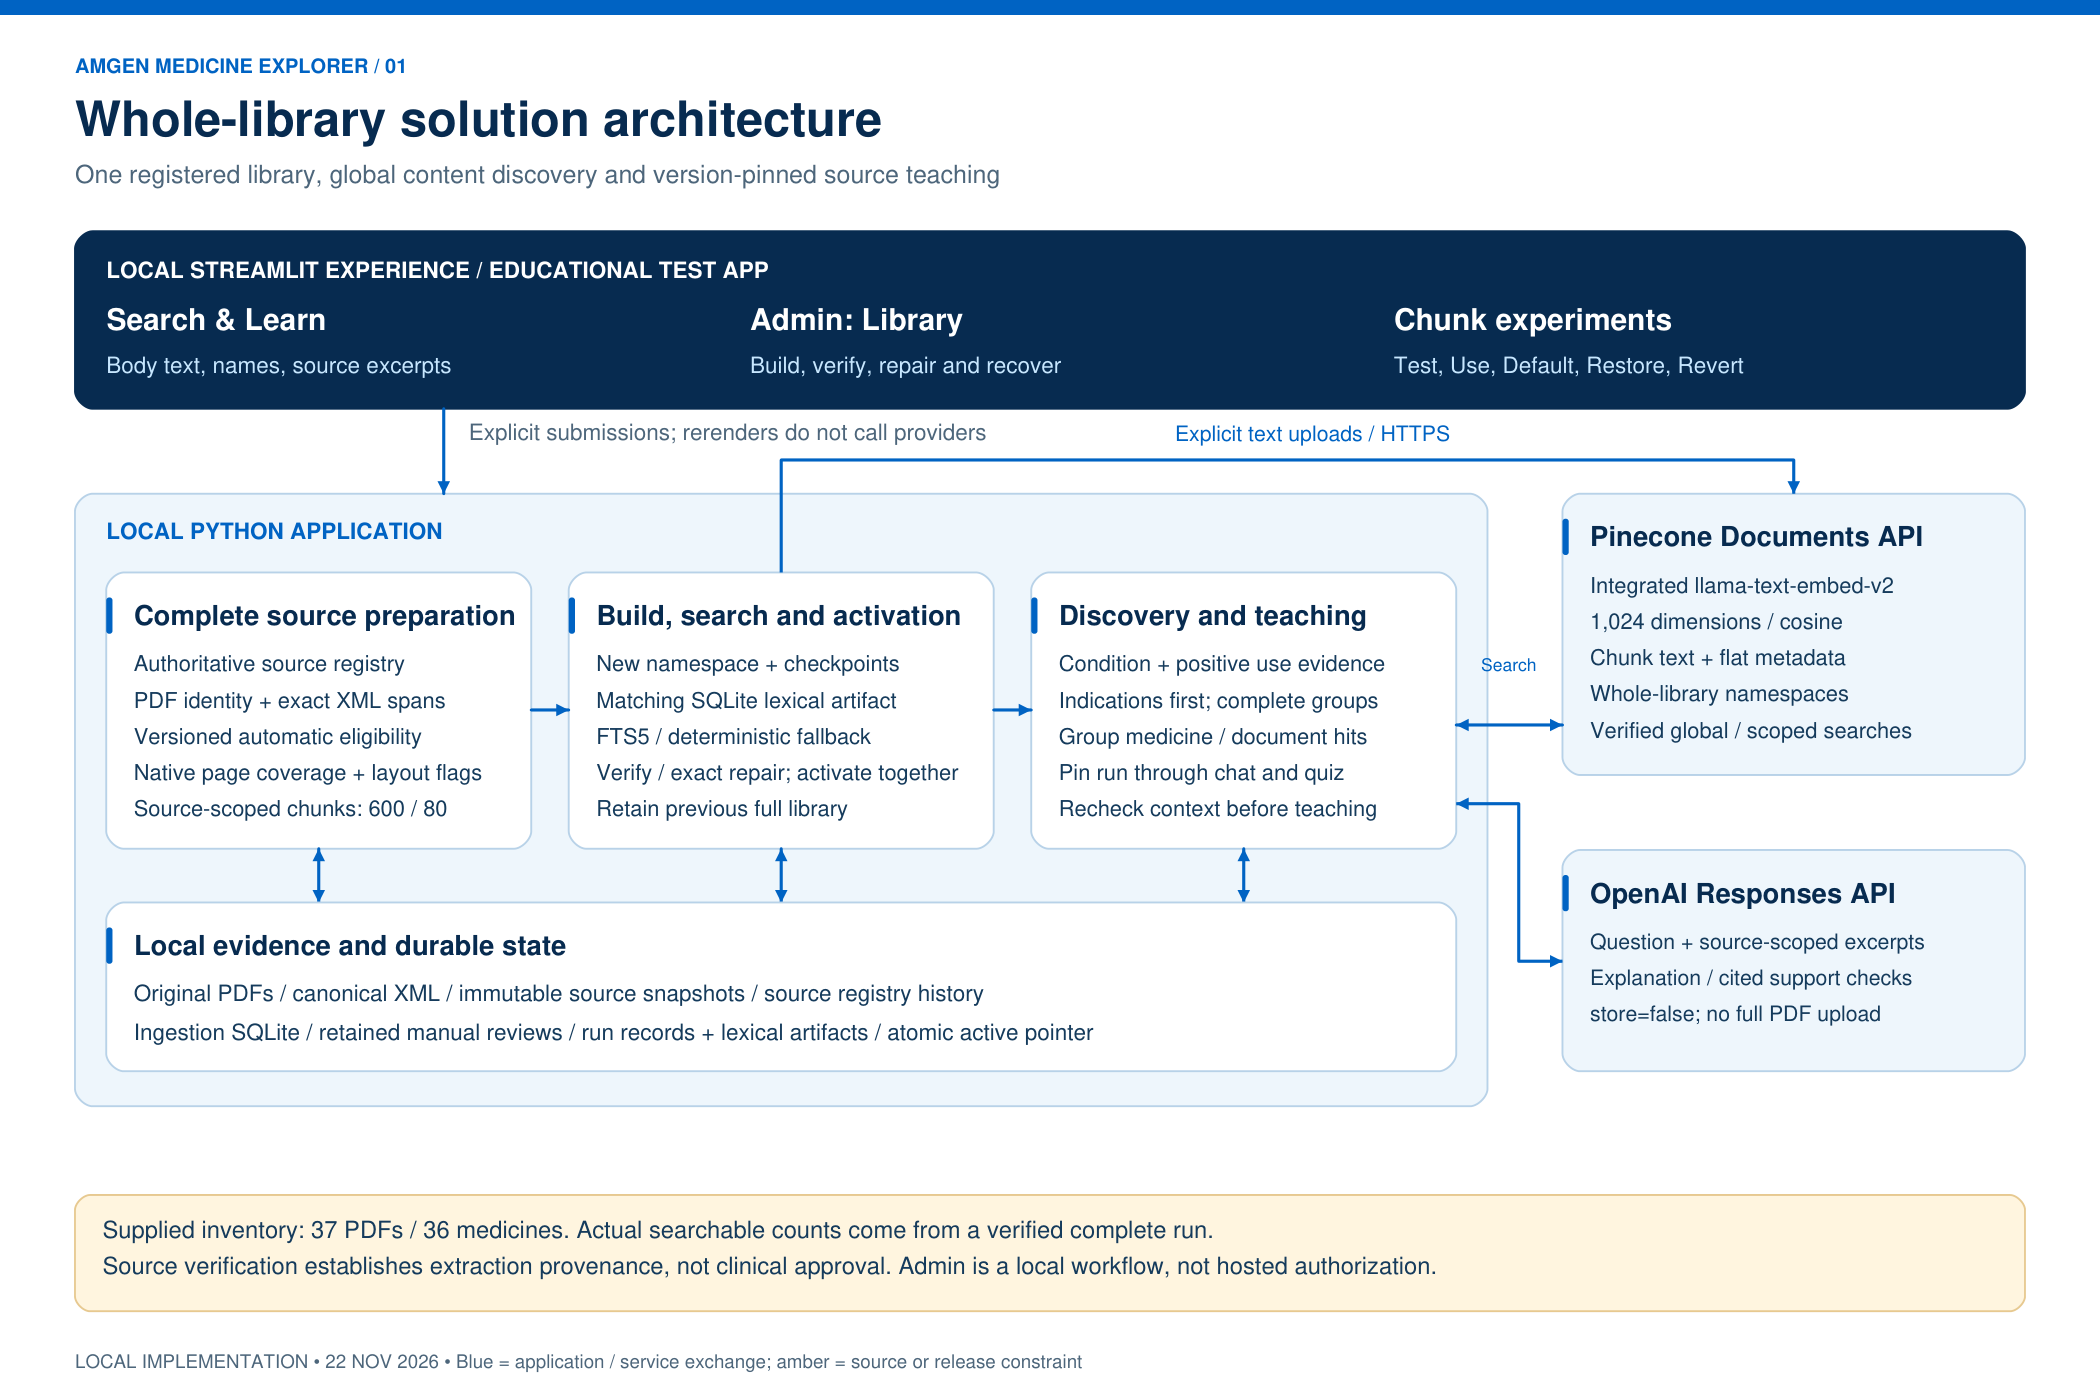 AMGEN MEDICINE EXPLORER / 01
Whole-library solution architecture
One registered library, global content discovery and version-pinned source teaching
LOCAL STREAMLIT EXPERIENCE / EDUCATIONAL TEST APP
Search & Learn
Body text, names, source excerpts
Admin: Library
Build, verify, repair and recover
Chunk experiments
Test, Use, Default, Restore, Revert
Explicit submissions; rerenders do not call providers
Explicit text uploads / HTTPS
LOCAL PYTHON APPLICATION
Complete source preparation
Authoritative source registry
PDF identity + exact XML spans
Versioned automatic eligibility
Native page coverage + layout flags
Source-scoped chunks: 600 / 80
Build, search and activation
New namespace + checkpoints
Matching SQLite lexical artifact
FTS5 / deterministic fallback
Verify / exact repair; activate together
Retain previous full library
Discovery and teaching
Condition + positive use evidence
Indications first; complete groups
Group medicine / document hits
Pin run through chat and quiz
Recheck context before teaching
Search
Pinecone Documents API
Integrated llama-text-embed-v2
1,024 dimensions / cosine
Chunk text + flat metadata
Whole-library namespaces
Verified global / scoped searches
OpenAI Responses API
Question + source-scoped excerpts
Explanation / cited support checks
store=false; no full PDF upload
Local evidence and durable state
Original PDFs / canonical XML / immutable source snapshots / source registry history
Ingestion SQLite / retained manual reviews / run records + lexical artifacts / atomic active pointer
Supplied inventory: 37 PDFs / 36 medicines. Actual searchable counts come from a verified complete run.
Source verification establishes extraction provenance, not clinical approval. Admin is a local workflow, not hosted authorization.
LOCAL IMPLEMENTATION • 22 NOV 2026 • Blue = application / service exchange; amber = source or release constraint